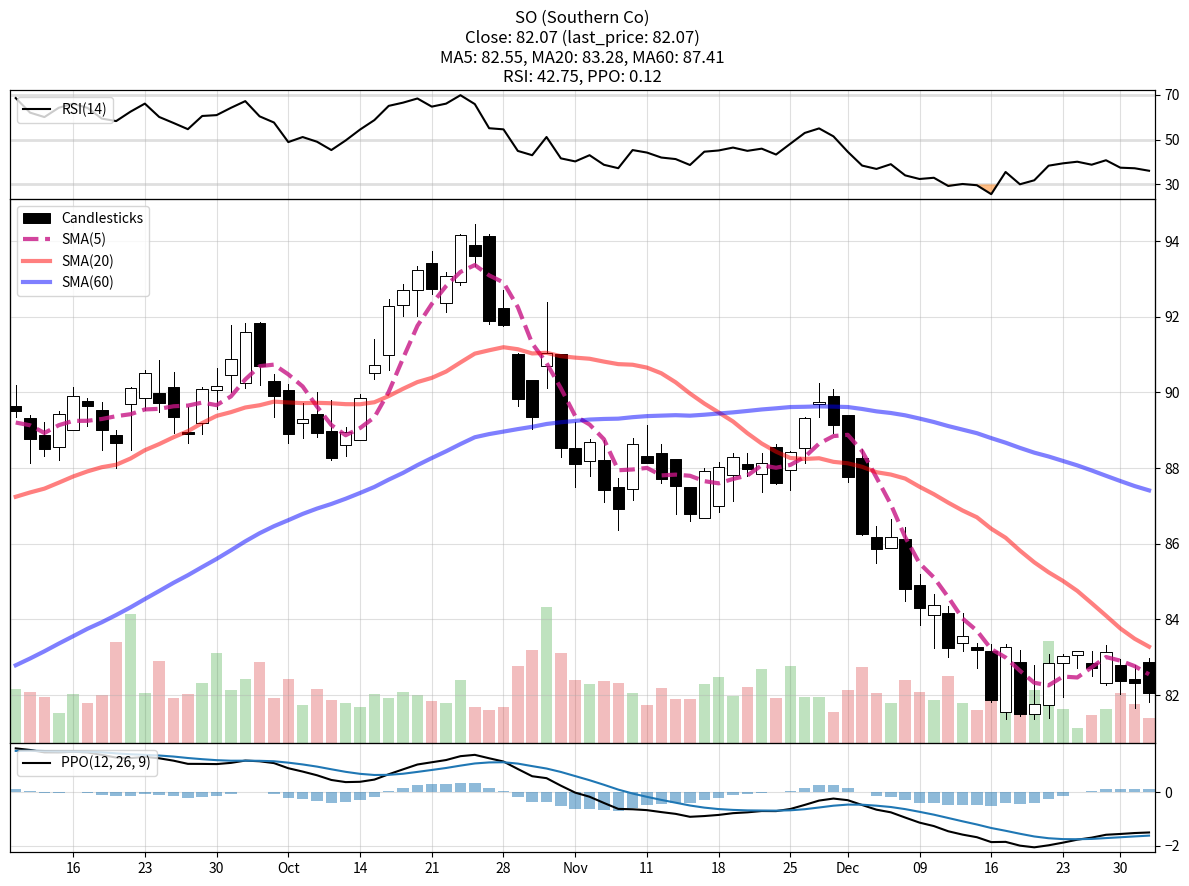 SO (Southern Co)
Close: 82.07 (last_price: 82.07)
MA5: 82.55, MA20: 83.28, MA60: 87.41
RSI: 42.75, PPO: 0.12
RSI(14)
70
50
30
Candlesticks
SMA(5)
SMA(20)
SMA(60)
94
92
90
88
86
84
82
PPO(12, 26, 9)
0
−2
16 23 30 Oct 14 21 28 Nov 11 18 25 Dec 09 16 23 30